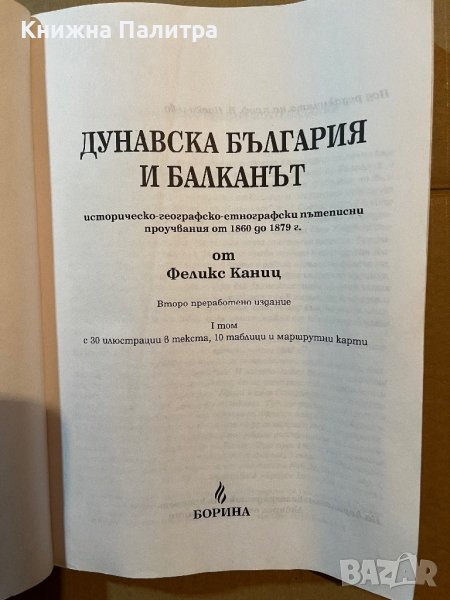 Книжна Палитра
ДУНАВСКА БЪЛГАРИЯ
И БАЛКАНЪТ
историческо-географско-етнографски пътеписни
проучвания от 1860 до 1879 г.
от
Феликс Каниц
Второ преработено издание
I том
с 30 илюстрации в текста, 10 таблици и маршрутни карти
БОРИНА
BAZAR